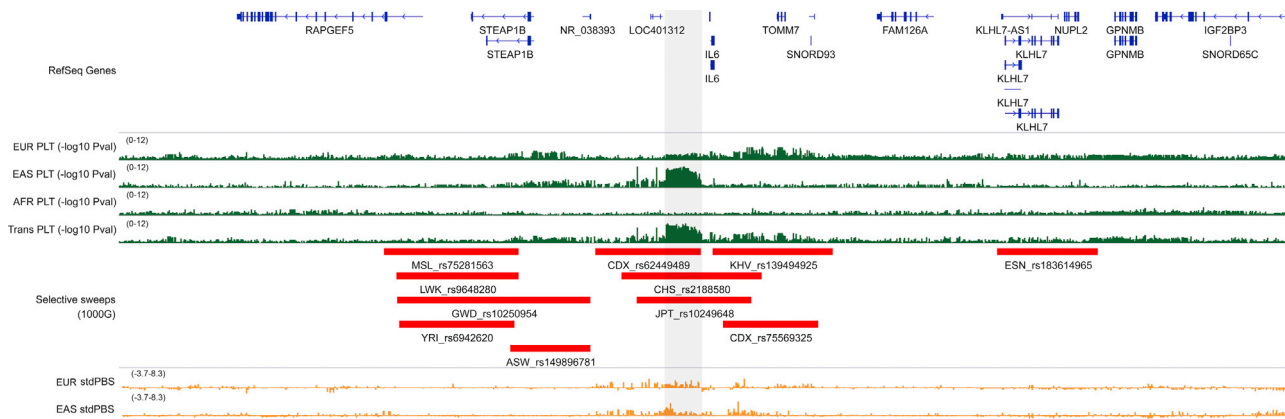 RAPGEF5 STEAP1B NR_038393 LOC401312 TOMM7 FAM126A KLHL7-AS1 NUPL2 GPNMB IGF2BP3
STEAP1B IL6 SNORD93 KLHL7 GPNMB SNORD65C
RefSeq Genes
IL6 KLHL7
KLHL7
KLHL7
EUR PLT (-log10 Pval) (0-12)
EAS PLT (-log10 Pval) (0-12)
AFR PLT (-log10 Pval) (0-12)
Trans PLT (-log10 Pval) (0-12)
MSL_rs75281563 CDX_rs62449489 KHV_rs139494925 ESN_rs183614965
LWK_rs9648280 CHS_rs2188580
Selective sweeps
(1000G)
GWD_rs10250954 JPT_rs10249648
YRI_rs6942620 CDX_rs75569325
ASW_rs149896781
EUR stdPBS (-3.7-8.3)
EAS stdPBS (-3.7-8.3)